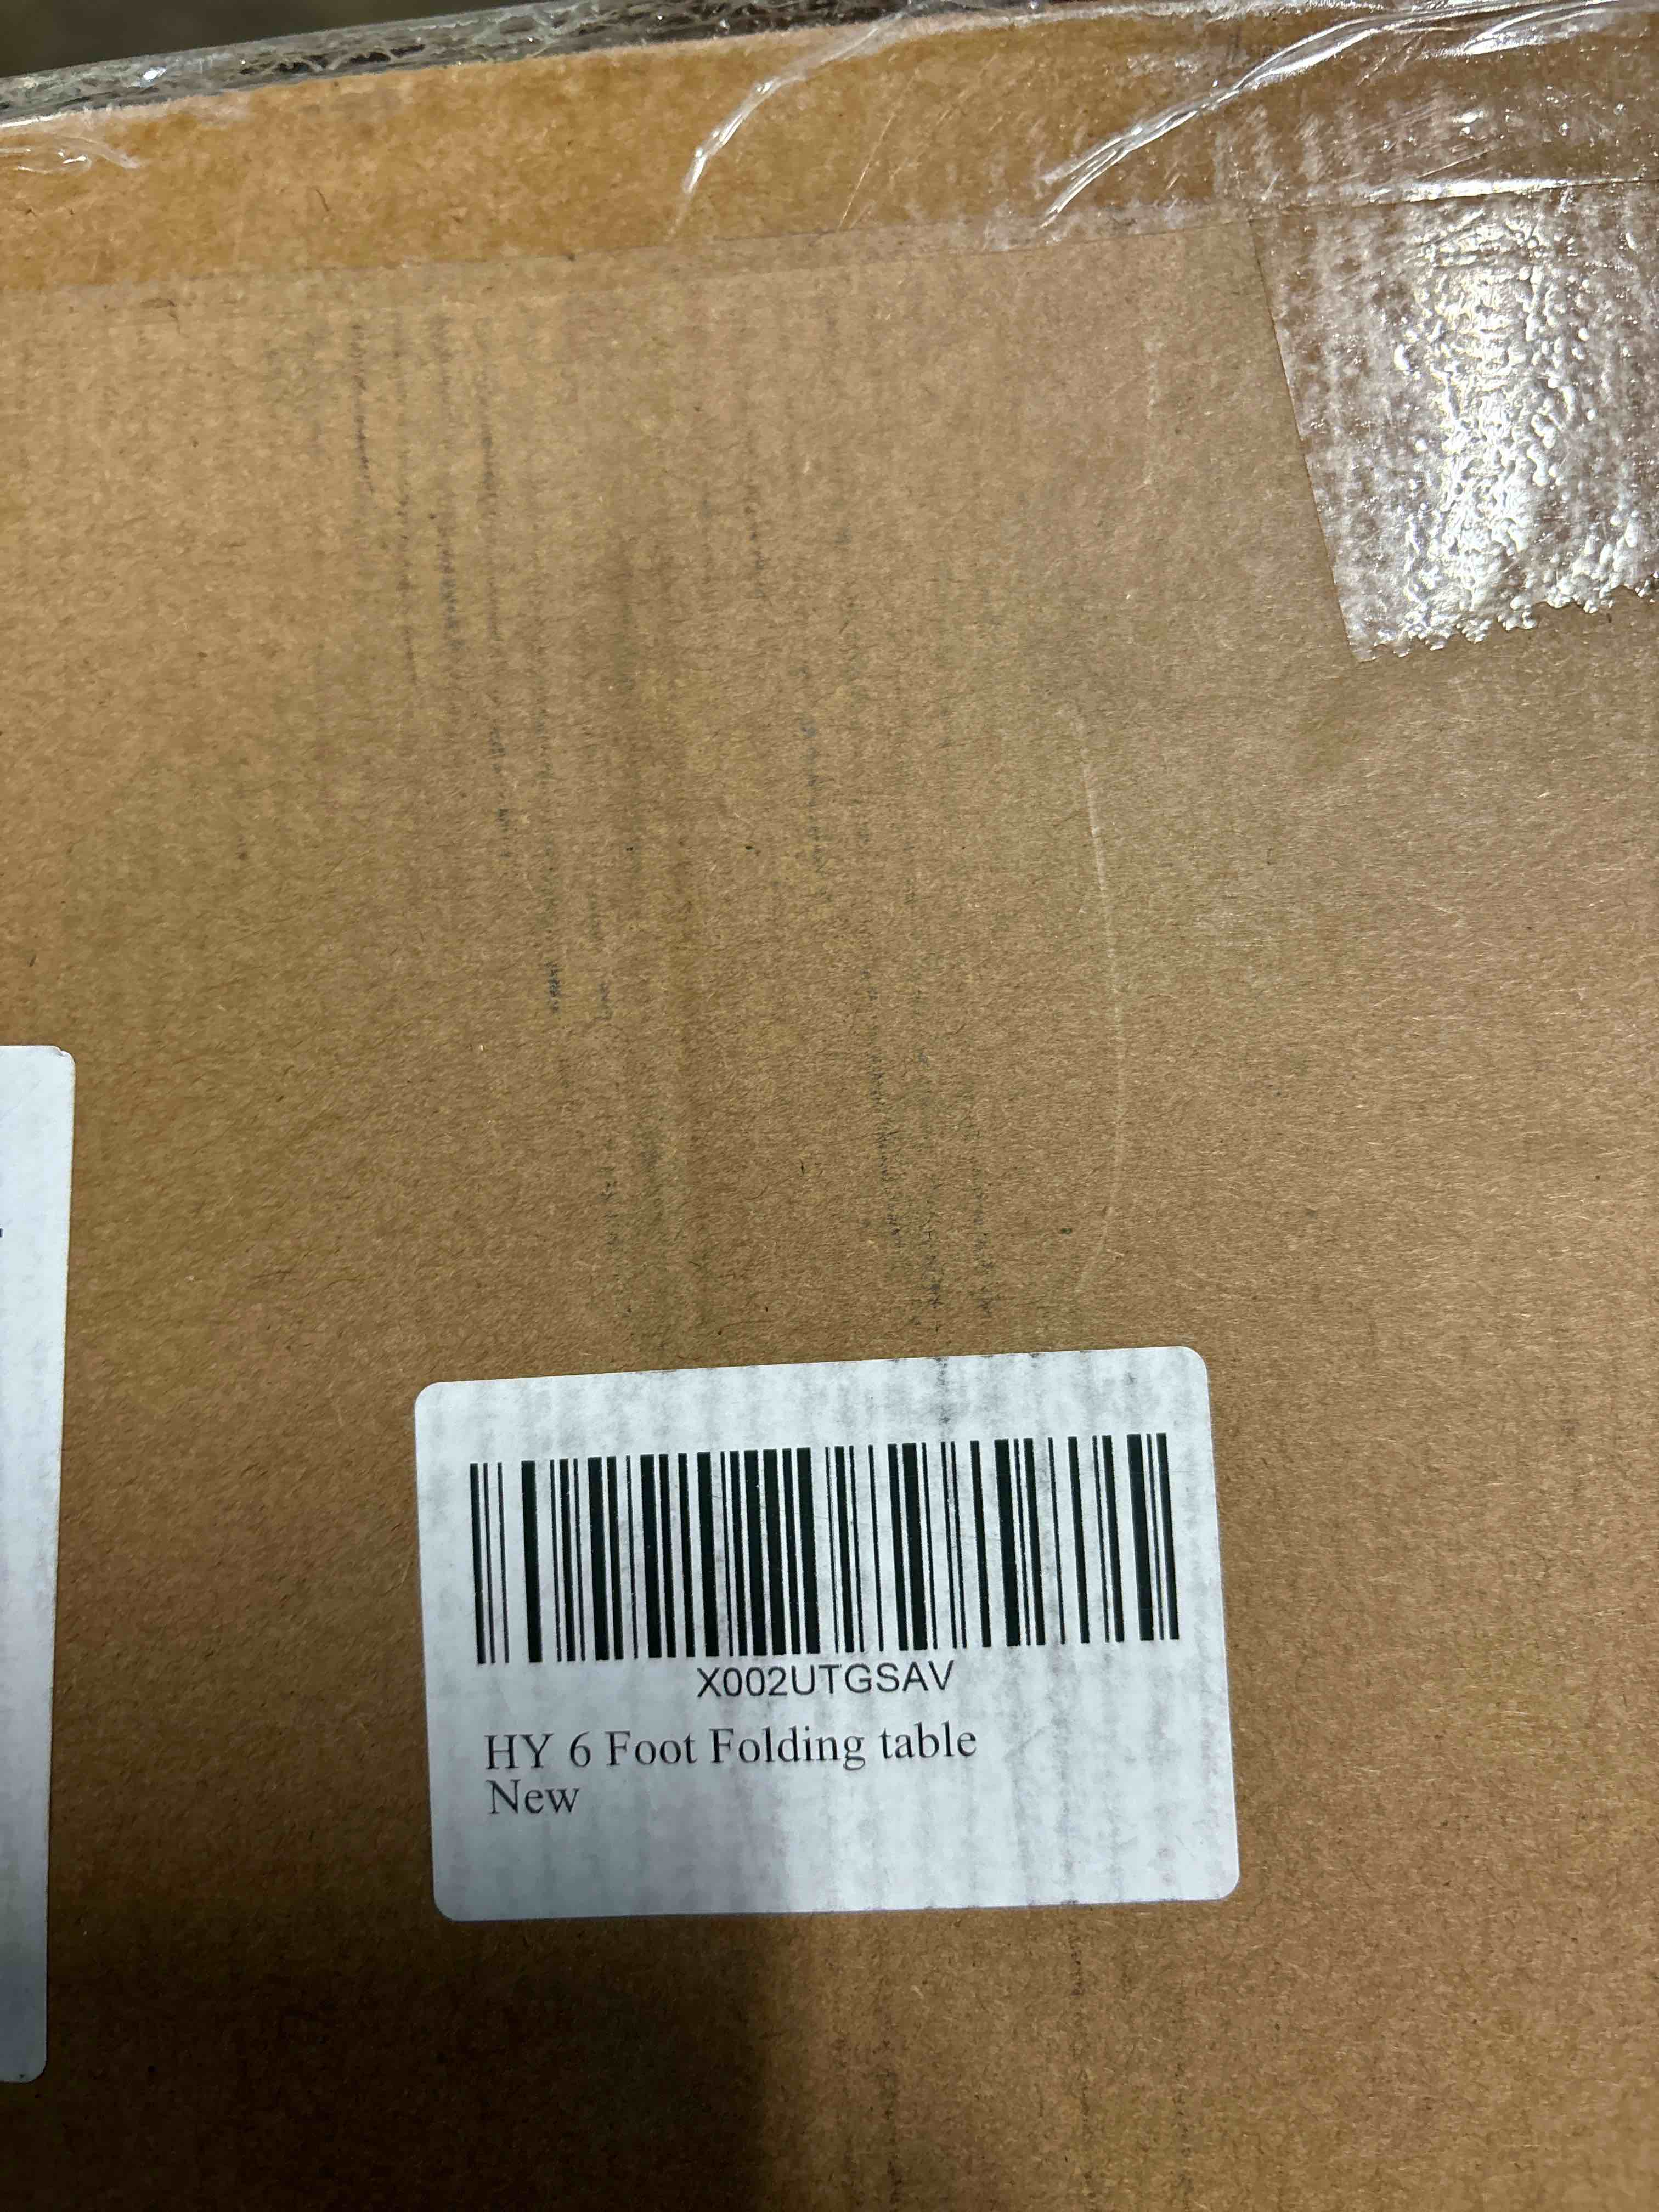 X002UTGSAV
HY 6 Foot Folding table
New